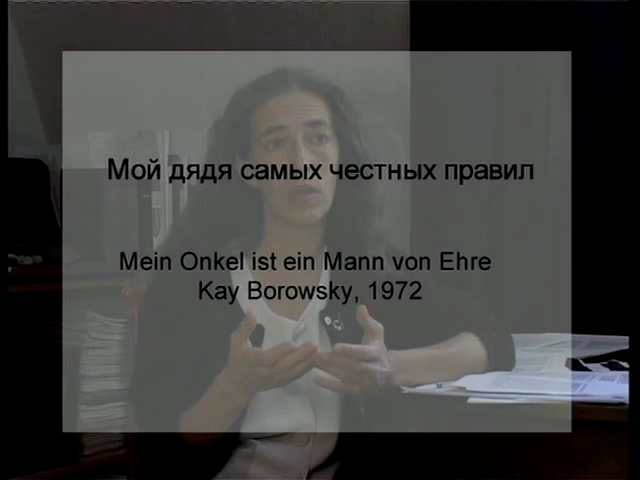 Мой дядя самых честных правил
Mein Onkel ist ein Mann von Ehre
Kay Borowsky, 1972